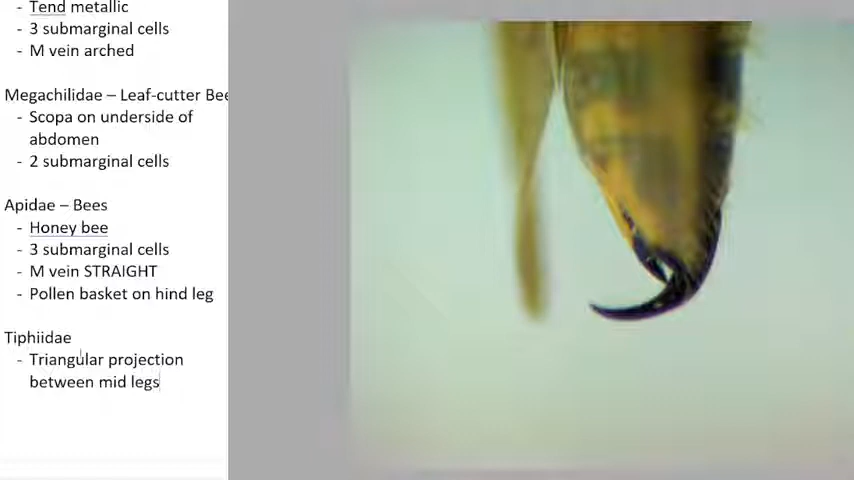 - Tend metallic
- 3 submarginal cells
- M vein arched
Megachilidae – Leaf-cutter Bee
- Scopa on underside of
abdomen
- 2 submarginal cells
Apidae – Bees
- Honey bee
- 3 submarginal cells
- M vein STRAIGHT
- Pollen basket on hind leg
Tiphiidae
- Triangular projection
between mid legs